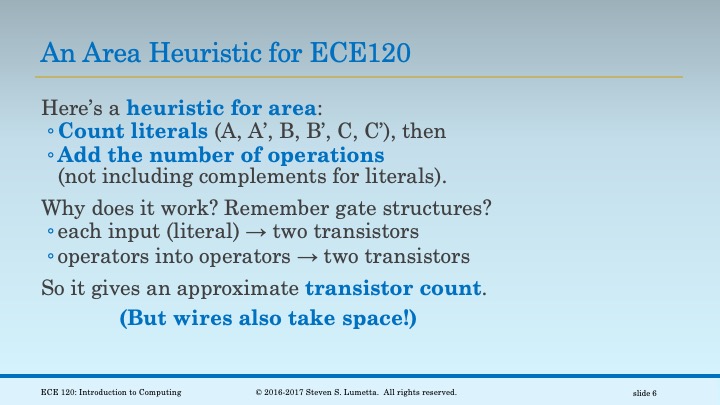 An Area Heuristic for ECE120
Here’s a heuristic for area:
◦Count literals (A, A’, B, B’, C, C’), then
◦Add the number of operations
(not including complements for literals).
Why does it work? Remember gate structures?
◦each input (literal) → two transistors
◦operators into operators → two transistors
So it gives an approximate transistor count.
(But wires also take space!)
ECE 120: Introduction to Computing © 2016-2017 Steven S. Lumetta. All rights reserved. slide 6